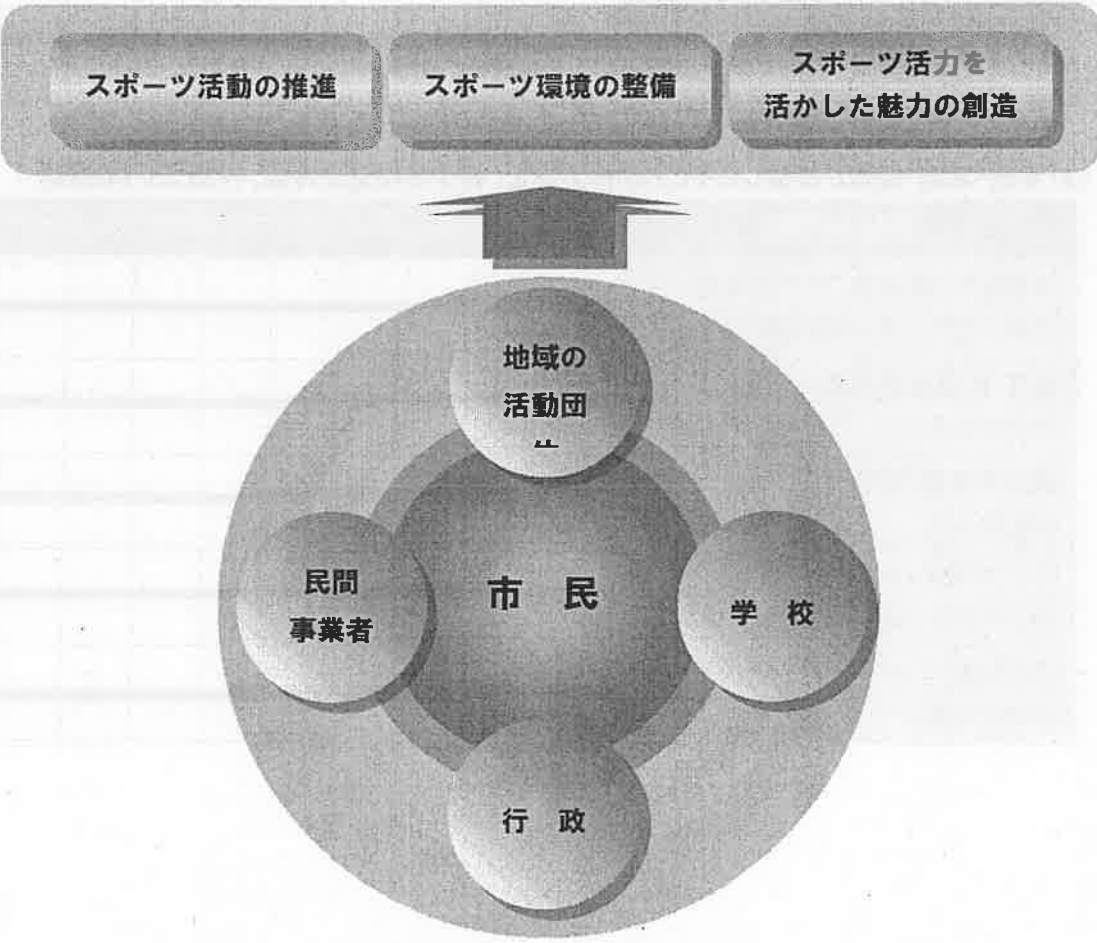 スポーツ活動の推進
スポーツ環境の整備
スポーツ活力を
活かした魅力の創造
地域の
活動団
民間
事業者
市 民
学 校
行 政